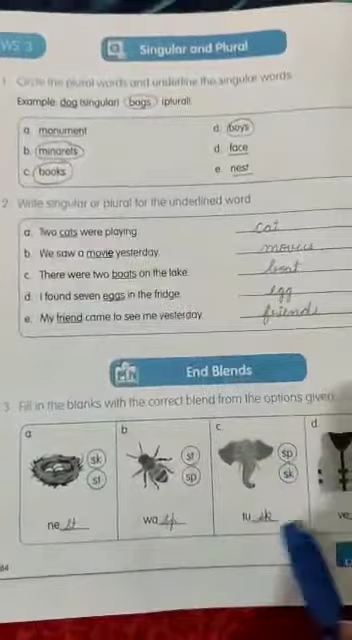 WS 3
Singular and Plural
1 Circle the plural words and underline the singular words
Example: dog (singular) bags (plural)
a. monument d. boys
b. minarets d. face
c. books e. nest
2. Write singular or plural for the underlined word
a. Two cats were playing cat
b. We saw a movie yesterday. movies
c. There were two boats on the lake. boat
d. I found seven eggs in the fridge. egg
e. My friend came to see me yesterday. friends
End Blends
3. Fill in the blanks with the correct blend from the options given
a b c. d.
sk st sp
st sp sk
ne st wa sp tu sk ve
84